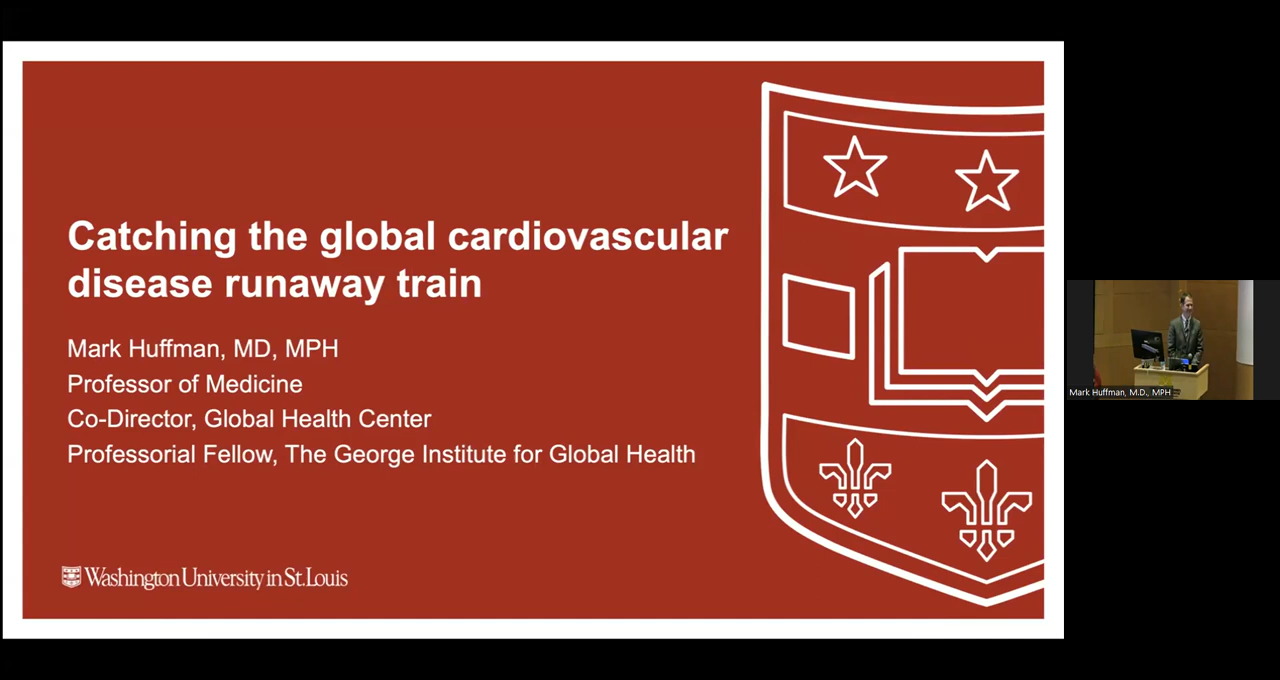 Catching the global cardiovascular
disease runaway train
Mark Huffman, MD, MPH
Professor of Medicine
Co-Director, Global Health Center
Professorial Fellow, The George Institute for Global Health
Washington University in St. Louis
Mark Huffman, M.D., MPH